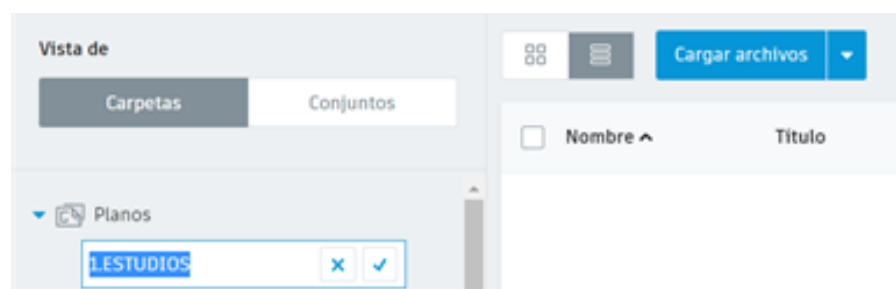 Vista de
Carpetas
Conjuntos
Cargar archivos
Nombre
Título
Planos
1.ESTUDIOS